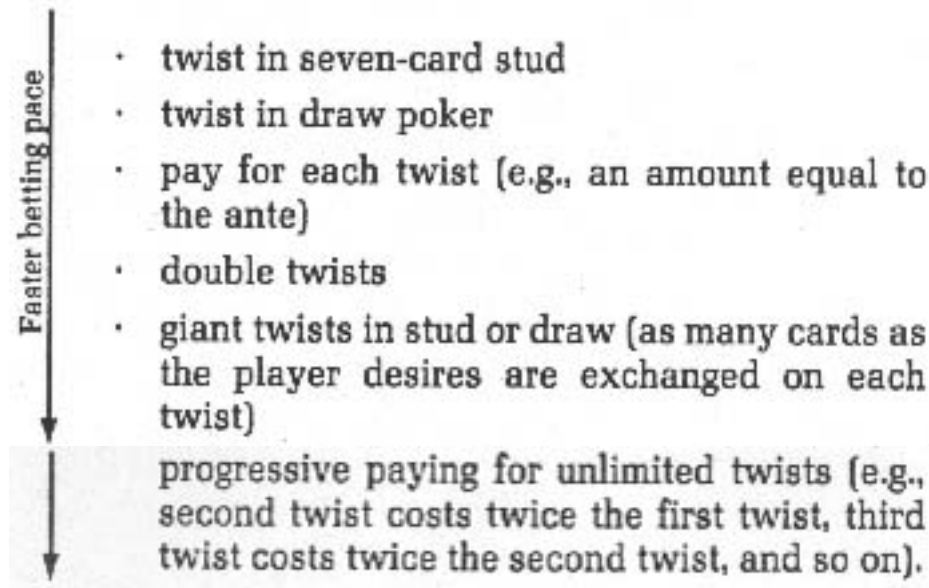 Faster betting pace
· twist in seven-card stud
· twist in draw poker
· pay for each twist (e.g., an amount equal to
the ante)
· double twists
· giant twists in stud or draw (as many cards as
the player desires are exchanged on each
twist)
progressive paying for unlimited twists (e.g.,
second twist costs twice the first twist, third
twist costs twice the second twist, and so on).